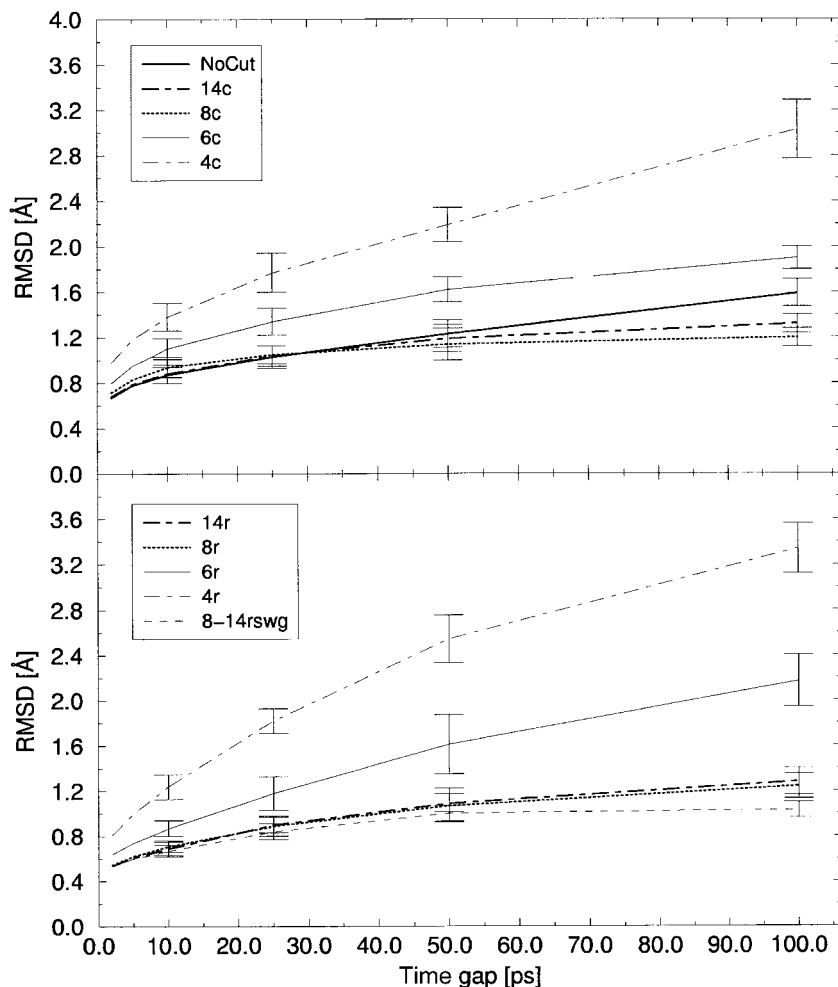 4.0
3.6
3.2
2.8
2.4
2.0
1.6
1.2
0.8
0.4
0.0
RMSD [Å]
NoCut
14c
8c
6c
4c
3.6
3.2
2.8
2.4
2.0
1.6
1.2
0.8
0.4
0.0
RMSD [Å]
14r
8r
6r
4r
8−14rswg
0.0 10.0 20.0 30.0 40.0 50.0 60.0 70.0 80.0 90.0 100.0
Time gap [ps]